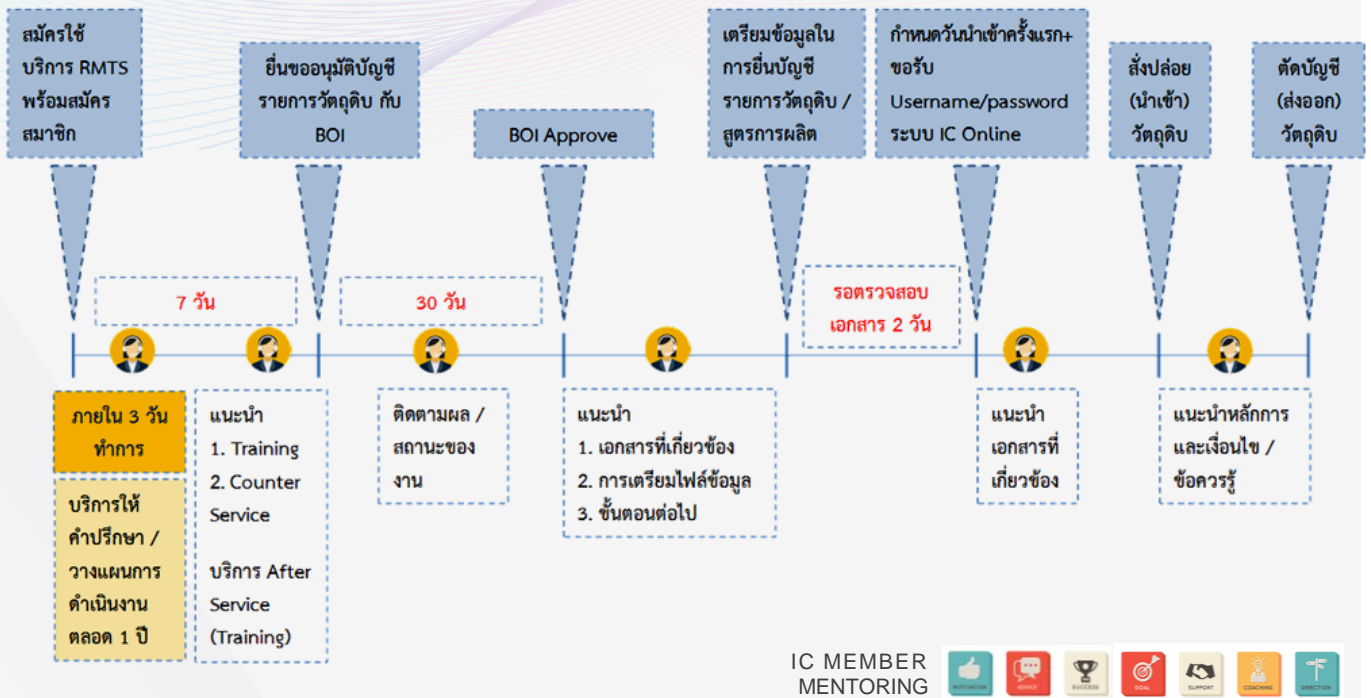 สมัครใช้
บริการ RMTS
พร้อมสมัคร
สมาชิก
ยื่นขออนุมัติบัญชี
รายการวัตถุดิบ กับ
BOI
BOI Approve
เตรียมข้อมูลใน
การยื่นบัญชี
รายการวัตถุดิบ /
สูตรการผลิต
กำหนดวันนำเข้าครั้งแรก+
ขอรับ
Username/password
ระบบ IC Online
สั่งปล่อย
(นำเข้า)
วัตถุดิบ
ตัดบัญชี
(ส่งออก)
วัตถุดิบ
7 วัน
30 วัน
รอตรวจสอบ
เอกสาร 2 วัน
ภายใน 3 วัน
ทำการ
บริการให้
คำปรึกษา /
วางแผนการ
ดำเนินงาน
ตลอด 1 ปี
แนะนำ
1. Training
2. Counter
Service
บริการ After
Service
(Training)
ติดตามผล /
สถานะของ
งาน
แนะนำ
1. เอกสารที่เกี่ยวข้อง
2. การเตรียมไฟล์ข้อมูล
3. ขั้นตอนต่อไป
แนะนำ
เอกสารที่
เกี่ยวข้อง
แนะนำหลักการ
และเงื่อนไข /
ข้อควรรู้
IC MEMBER
MENTORING
MOTIVATION
ADVICE
SUCCESS
GOAL
SUPPORT
COACHING
DIRECTION